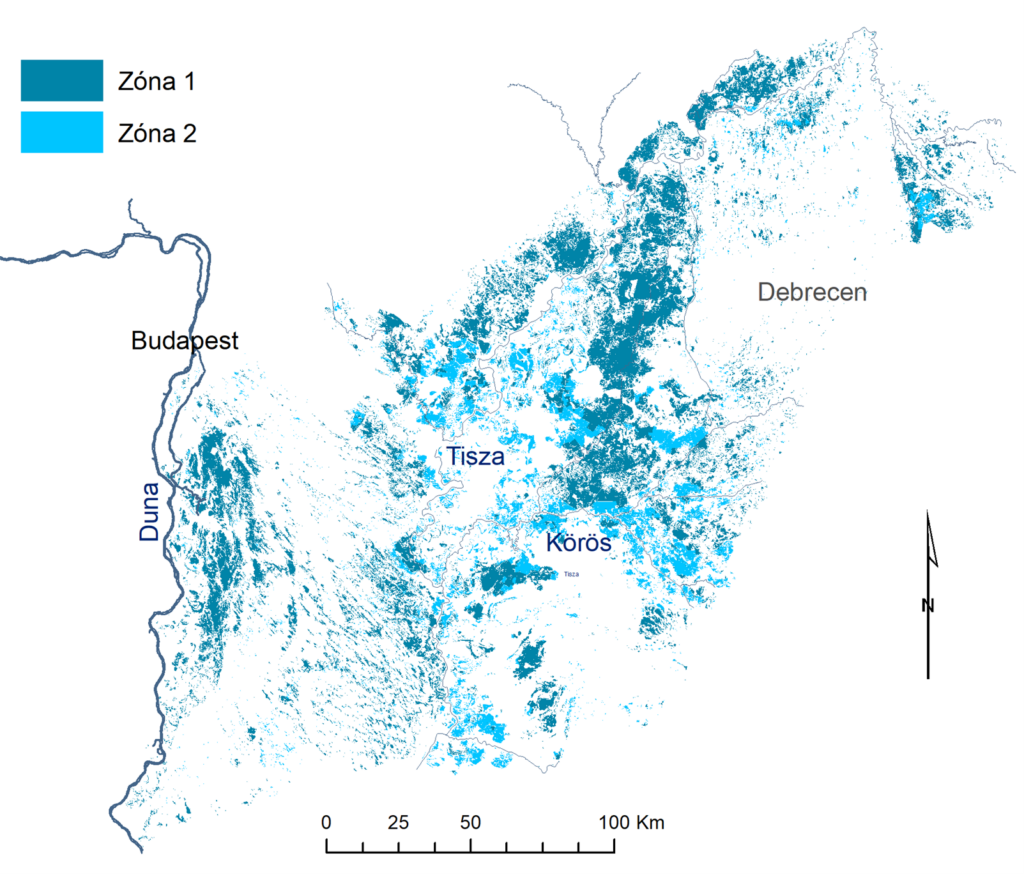 Zóna 1
Zóna 2
Debrecen
Budapest
Tisza
Duna
Körös
Tisza
N
0 25 50 100 Km